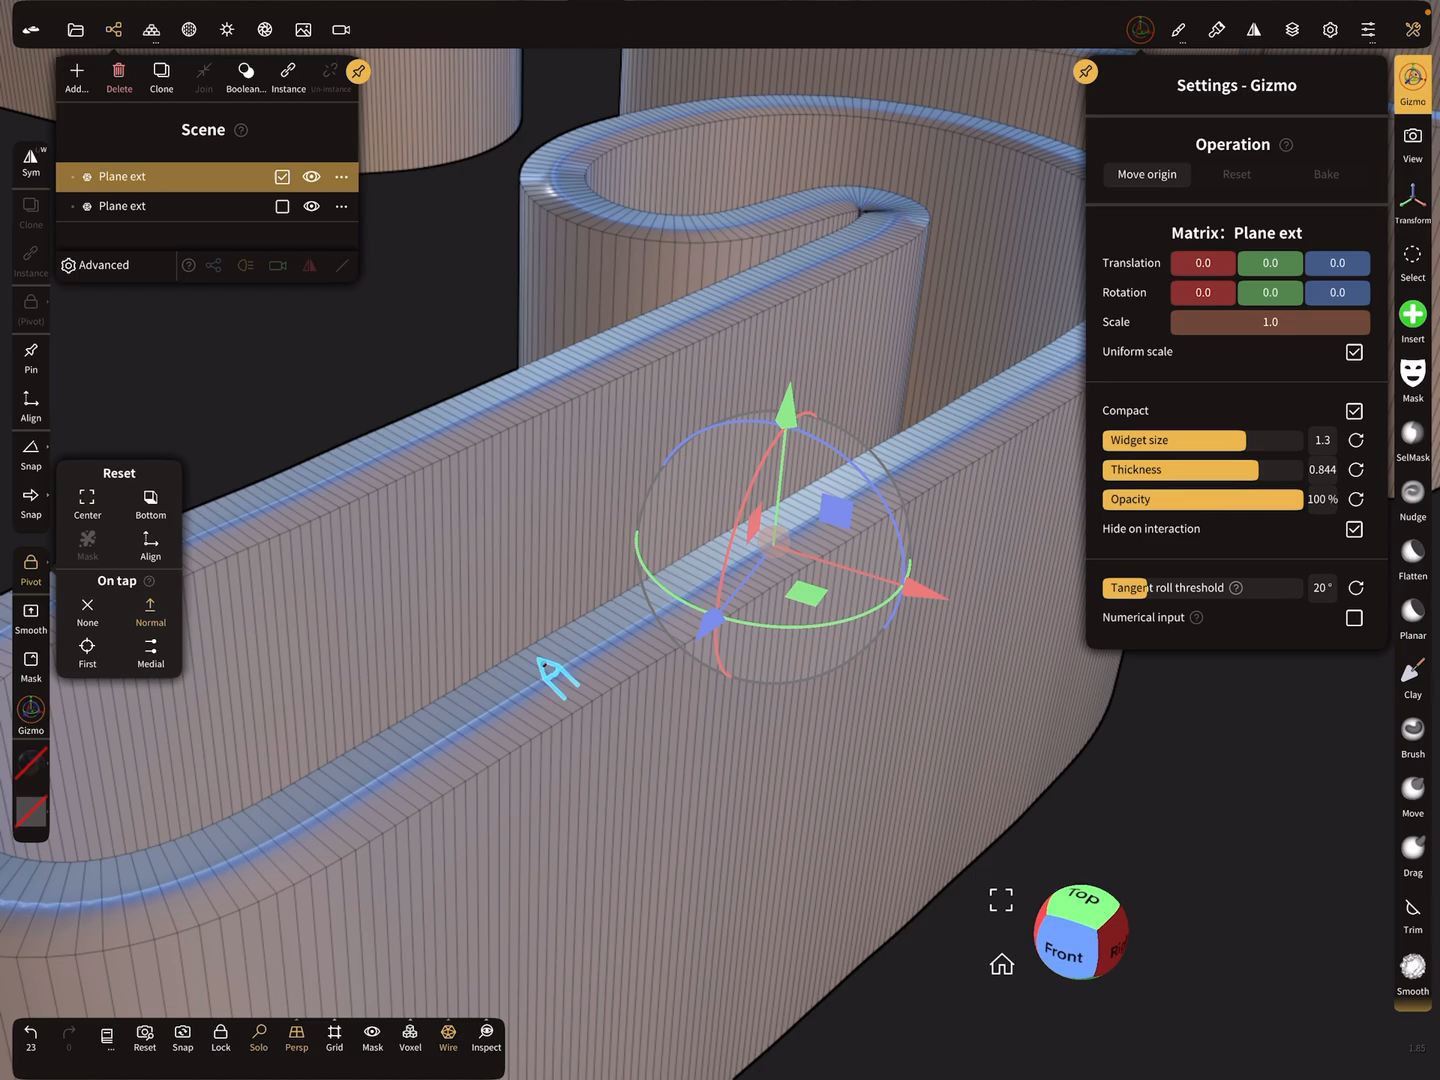 Add...
Delete
Clone
Join
Boolean...
Instance
Un-instance
Scene
Plane ext
Plane ext
Advanced
W
Sym
Clone
Instance
(Pivot)
Pin
Align
Snap
Snap
Pivot
Smooth
Mask
Gizmo
Reset
Center
Bottom
Mask
Align
On tap
None
Normal
First
Medial
Settings - Gizmo
Operation
Move origin
Reset
Bake
Matrix: Plane ext
Translation 0.0 0.0 0.0
Rotation 0.0 0.0 0.0
Scale 1.0
Uniform scale
Compact
Widget size 1.3
Thickness 0.844
Opacity 100 %
Hide on interaction
Tangent roll threshold 20 °
Numerical input
Gizmo
View
Transform
Select
Insert
Mask
SelMask
Nudge
Flatten
Planar
Clay
Brush
Move
Drag
Trim
Smooth
Top
Front
Ri
23
0
...
Reset
Snap
Lock
Solo
Persp
Grid
Mask
Voxel
Wire
Inspect
1.85